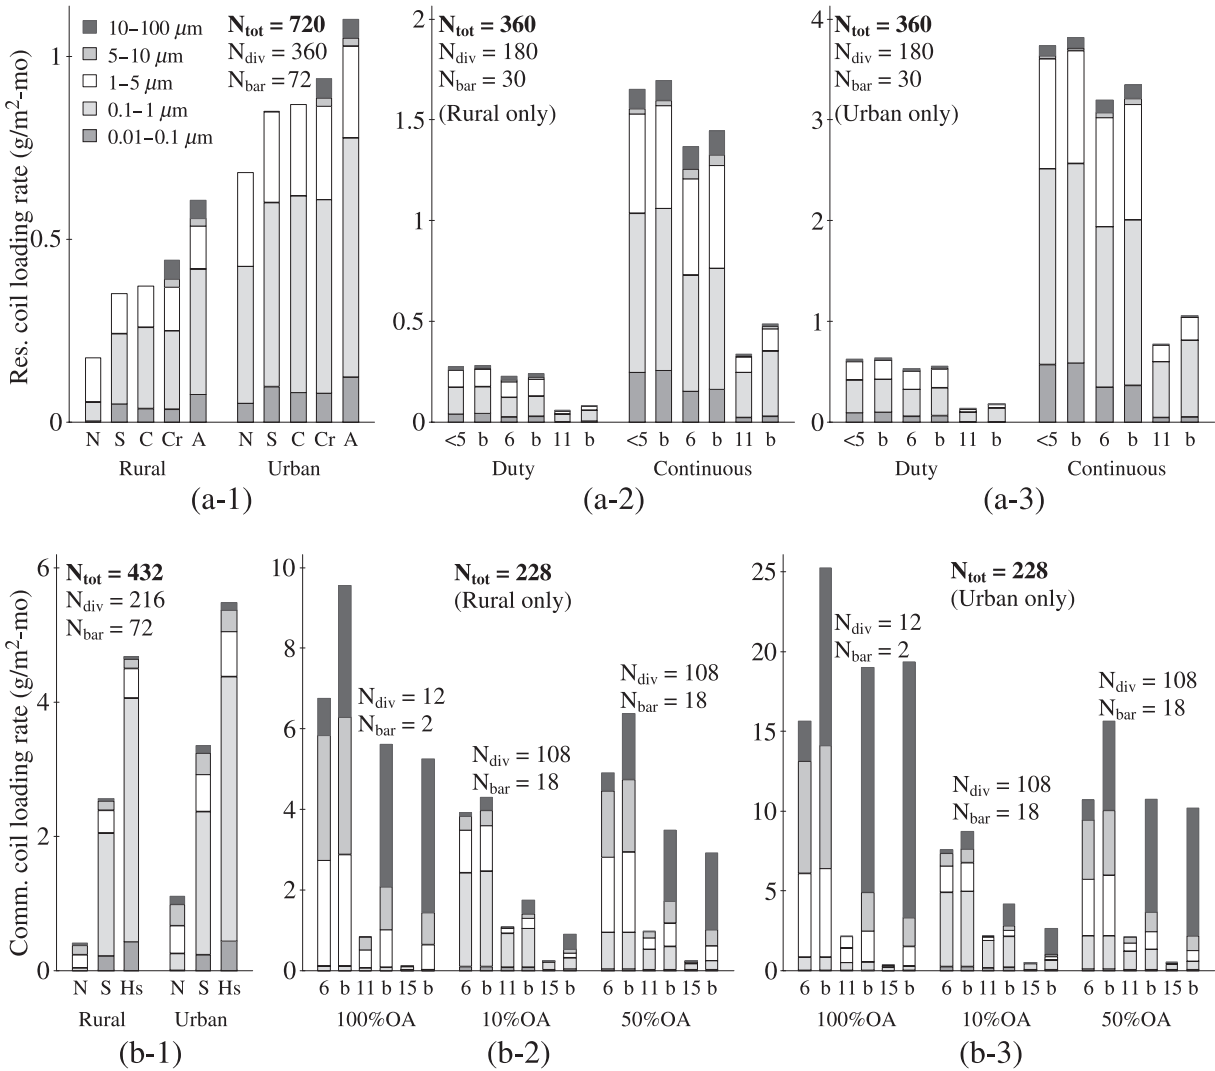 Res. coil loading rate (g/m²-mo)
10–100 μm
5–10 μm
1–5 μm
0.1–1 μm
0.01–0.1 μm
N_tot = 720
N_div = 360
N_bar = 72
1
0.5
0
N S C Cr A N S C Cr A
Rural Urban
(a-1)
N_tot = 360
N_div = 180
N_bar = 30
(Rural only)
2
1.5
1
0.5
0
<5 b 6 b 11 b <5 b 6 b 11 b
Duty Continuous
(a-2)
N_tot = 360
N_div = 180
N_bar = 30
(Urban only)
4
3
2
1
0
<5 b 6 b 11 b <5 b 6 b 11 b
Duty Continuous
(a-3)
Comm. coil loading rate (g/m²-mo)
N_tot = 432
N_div = 216
N_bar = 72
6
4
2
0
N S Hs N S Hs
Rural Urban
(b-1)
N_tot = 228
(Rural only)
N_div = 12
N_bar = 2
N_div = 108
N_bar = 18
N_div = 108
N_bar = 18
10
8
6
4
2
0
6 b 11 b 15 b 6 b 11 b 15 b 6 b 11 b 15 b
100%OA 10%OA 50%OA
(b-2)
N_tot = 228
(Urban only)
N_div = 12
N_bar = 2
N_div = 108
N_bar = 18
N_div = 108
N_bar = 18
25
20
15
10
5
0
6 b 11 b 15 b 6 b 11 b 15 b 6 b 11 b 15 b
100%OA 10%OA 50%OA
(b-3)